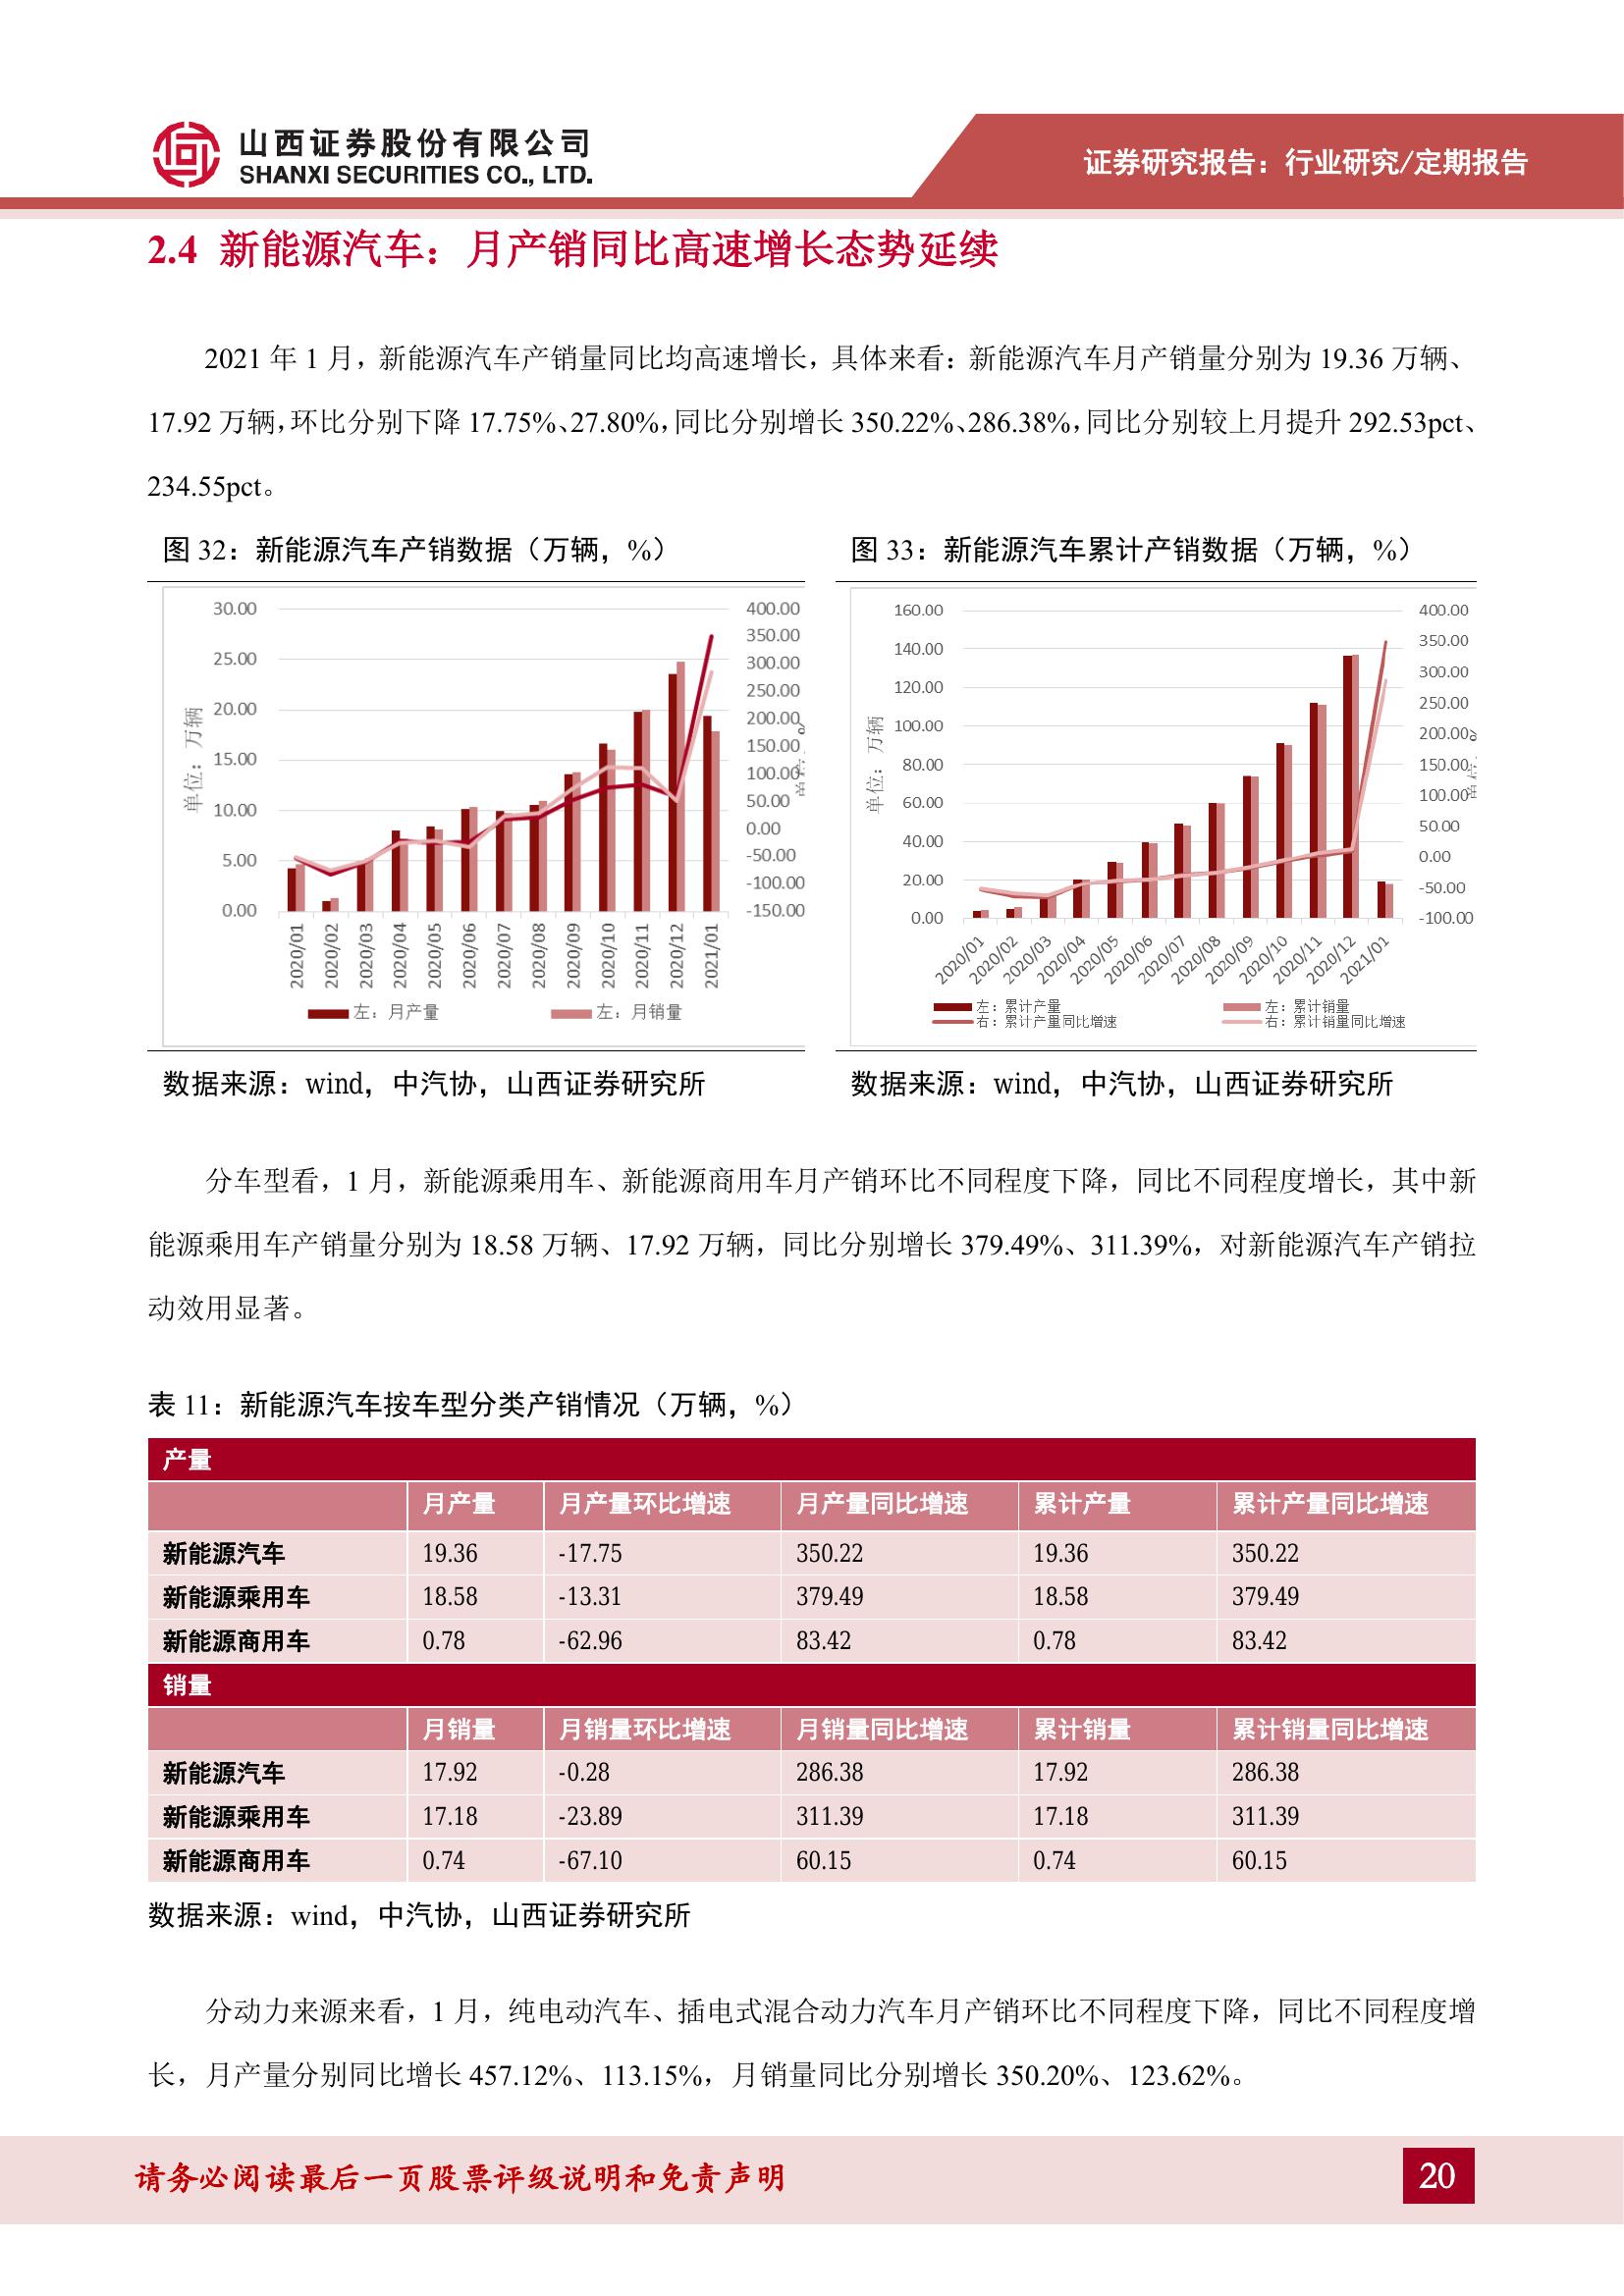 山西证券股份有限公司
SHANXI SECURITIES CO., LTD.
证券研究报告：行业研究/定期报告
2.4 新能源汽车：月产销同比高速增长态势延续
2021 年 1 月，新能源汽车产销量同比均高速增长，具体来看：新能源汽车月产销量分别为 19.36 万辆、
17.92 万辆，环比分别下降 17.75%、27.80%，同比分别增长 350.22%、286.38%，同比分别较上月提升 292.53pct、
234.55pct。
图 32：新能源汽车产销数据（万辆，%）
30.00
25.00
20.00
15.00
10.00
5.00
0.00
单位：万辆
400.00
350.00
300.00
250.00
200.00
150.00
100.00
50.00
0.00
-50.00
-100.00
-150.00
2020/01 2020/02 2020/03 2020/04 2020/05 2020/06 2020/07 2020/08 2020/09 2020/10 2020/11 2020/12 2021/01
左：月产量 左：月销量
数据来源：wind，中汽协，山西证券研究所
图 33：新能源汽车累计产销数据（万辆，%）
160.00
140.00
120.00
100.00
80.00
60.00
40.00
20.00
0.00
单位：万辆
400.00
350.00
300.00
250.00
200.00
150.00
100.00
50.00
0.00
-50.00
-100.00
2020/01 2020/02 2020/03 2020/04 2020/05 2020/06 2020/07 2020/08 2020/09 2020/10 2020/11 2020/12 2021/01
左：累计产量 左：累计销量
右：累计产量同比增速 右：累计销量同比增速
数据来源：wind，中汽协，山西证券研究所
分车型看，1 月，新能源乘用车、新能源商用车月产销环比不同程度下降，同比不同程度增长，其中新
能源乘用车产销量分别为 18.58 万辆、17.92 万辆，同比分别增长 379.49%、311.39%，对新能源汽车产销拉
动效用显著。
表 11：新能源汽车按车型分类产销情况（万辆，%）
产量
月产量 月产量环比增速 月产量同比增速 累计产量 累计产量同比增速
新能源汽车 19.36 -17.75 350.22 19.36 350.22
新能源乘用车 18.58 -13.31 379.49 18.58 379.49
新能源商用车 0.78 -62.96 83.42 0.78 83.42
销量
月销量 月销量环比增速 月销量同比增速 累计销量 累计销量同比增速
新能源汽车 17.92 -0.28 286.38 17.92 286.38
新能源乘用车 17.18 -23.89 311.39 17.18 311.39
新能源商用车 0.74 -67.10 60.15 0.74 60.15
数据来源：wind，中汽协，山西证券研究所
分动力来源来看，1 月，纯电动汽车、插电式混合动力汽车月产销环比不同程度下降，同比不同程度增
长，月产量分别同比增长 457.12%、113.15%，月销量同比分别增长 350.20%、123.62%。
请务必阅读最后一页股票评级说明和免责声明
20